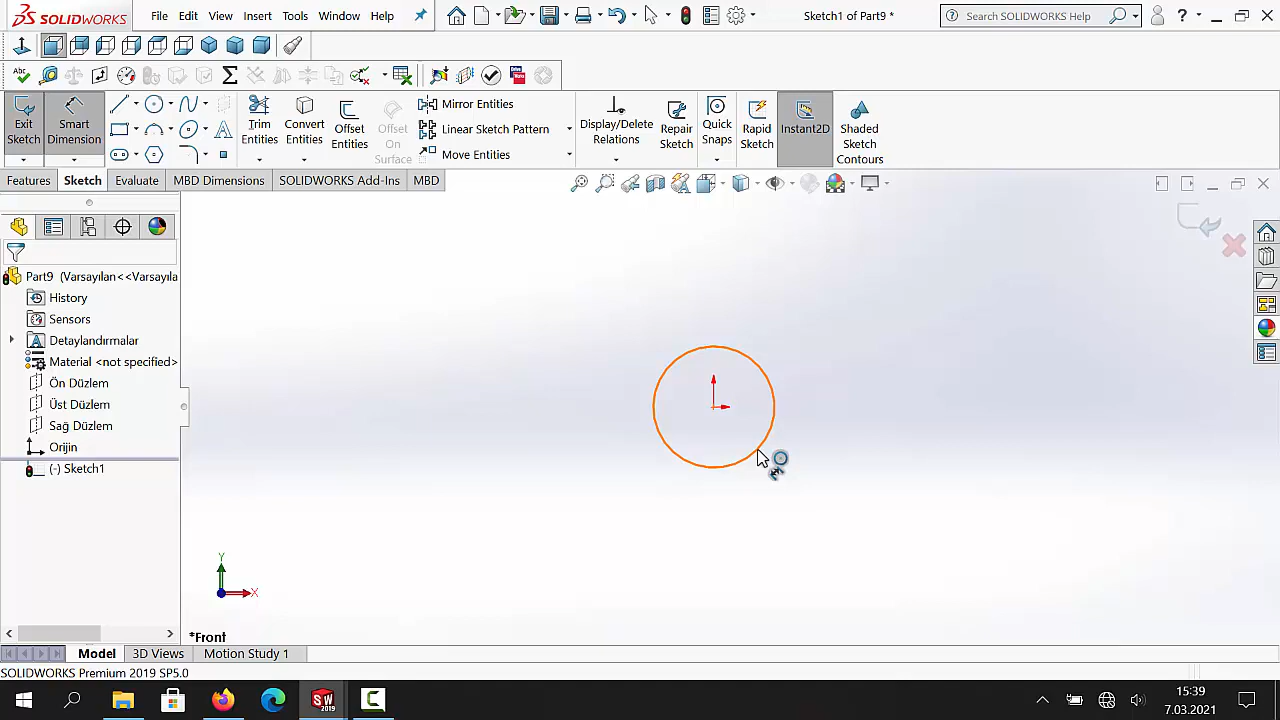 SOLIDWORKS
File Edit View Insert Tools Window Help
Sketch1 of Part9 *
Search SOLIDWORKS Help
?
Abc
Exit Sketch
Smart Dimension
Trim Entities
Convert Entities
Offset Entities
Offset On Surface
Mirror Entities
Linear Sketch Pattern
Move Entities
Display/Delete Relations
Repair Sketch
Quick Snaps
Rapid Sketch
Instant2D
Shaded Sketch Contours
Features Sketch Evaluate MBD Dimensions SOLIDWORKS Add-Ins MBD
Part9 (Varsayılan<<Varsayıla
History
Sensors
Detaylandırmalar
Material <not specified>
Ön Düzlem
Üst Düzlem
Sağ Düzlem
Orijin
(-) Sketch1
Y
X
*Front
Model 3D Views Motion Study 1
SOLIDWORKS Premium 2019 SP5.0
SW 2019
15:39
7.03.2021